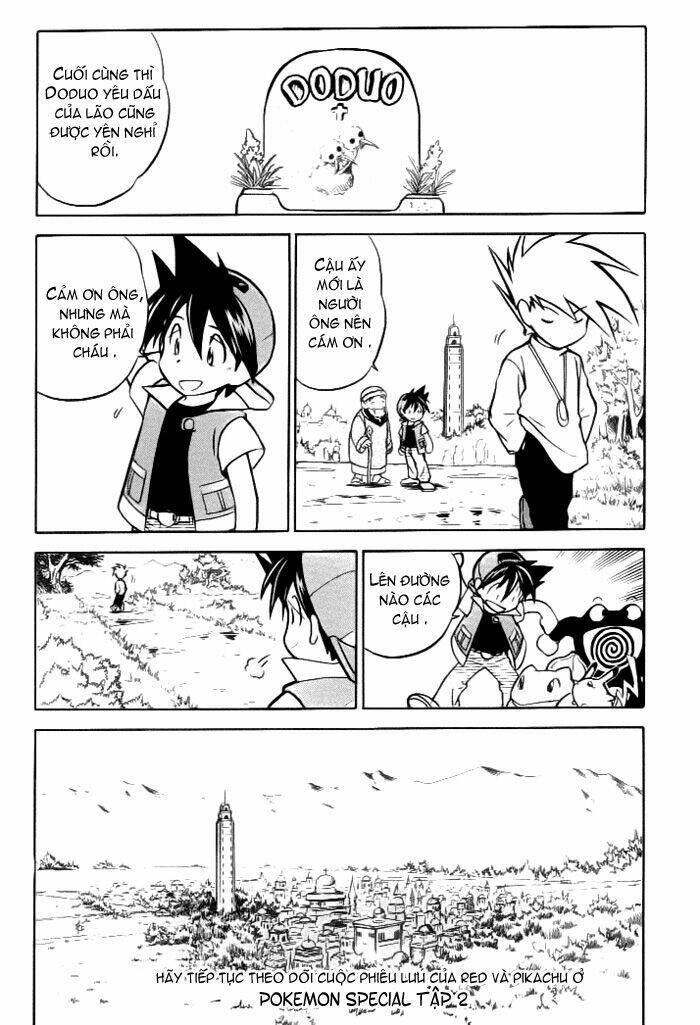 CUỐI CÙNG THÌ
DODUO YÊU DẤU
CỦA LÃO CŨNG
ĐƯỢC YÊN NGHỈ
RỒI.
DODUO
CẢM ƠN ÔNG,
NHƯNG MÀ
KHÔNG PHẢI
CHÁU .
CẬU ẤY
MỚI LÀ
NGƯỜI
ÔNG NÊN
CÁM ƠN .
LÊN ĐƯỜNG
NÀO CÁC
CẬU .
HÃY TIẾP TỤC THEO DÕI CUỘC PHIÊU LƯU CỦA RED VÀ PIKACHU Ở
POKEMON SPECIAL TẬP 2